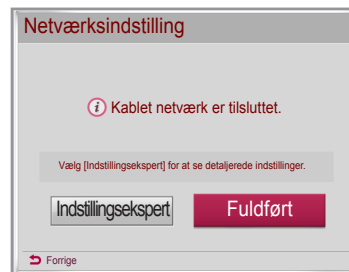 Netværksindstilling
Kablet netværk er tilsluttet.
Vælg [Indstillingsekspert] for at se detaljerede indstillinger.
Indstillingsekspert
Fuldført
Forrige